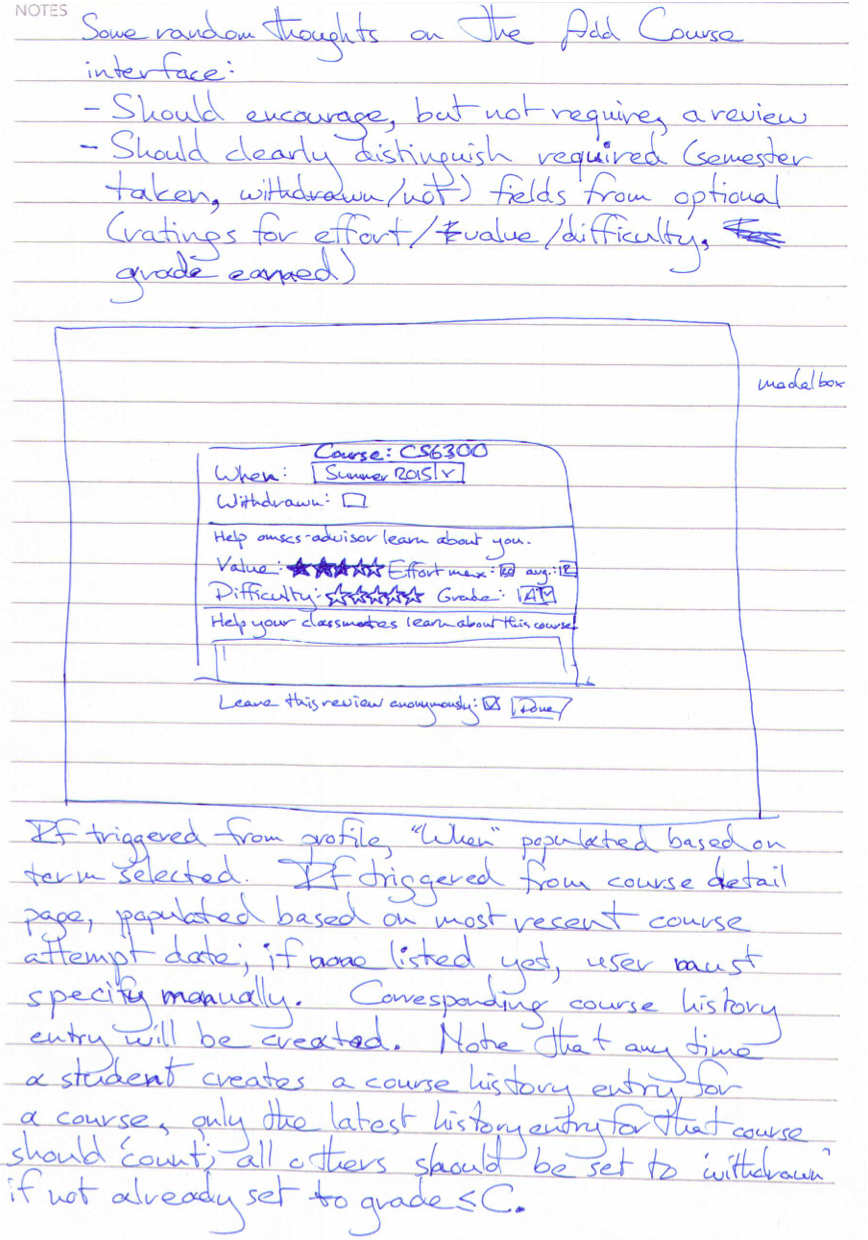 NOTES
Some random thoughts on the Add Course
interface:
- Should encourage, but not require, a review
- Should clearly distinguish required (semester
taken, withdrawn/not) fields from optional
(ratings for effort/value/difficulty,
grade earned)
modal box
Course: CS6300
When: Summer 2015
Withdrawn:
Help omscs-advisor learn about you.
Value: Effort max: avg.:
Difficulty: Grade: A
Help your classmates learn about this course
Leave this review anonymously: Done
If triggered from profile, "When" populated based on
term selected. If triggered from course detail
page, populated based on most recent course
attempt date; if none listed yet, user must
specify manually. Corresponding course history
entry will be created. Note that any time
a student creates a course history entry for
a course, only the latest history entry for that course
should 'count'; all others should be set to 'withdrawn'
if not already set to grade ≤ C.